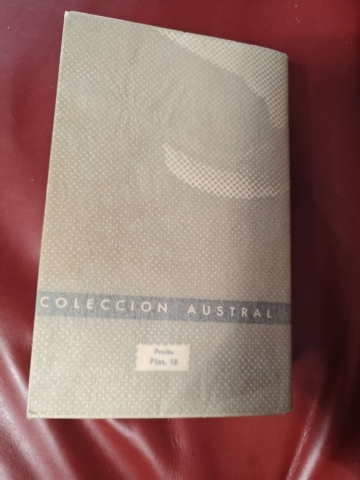 COLECCION AUSTRAL
Precio:
Ptas. 18